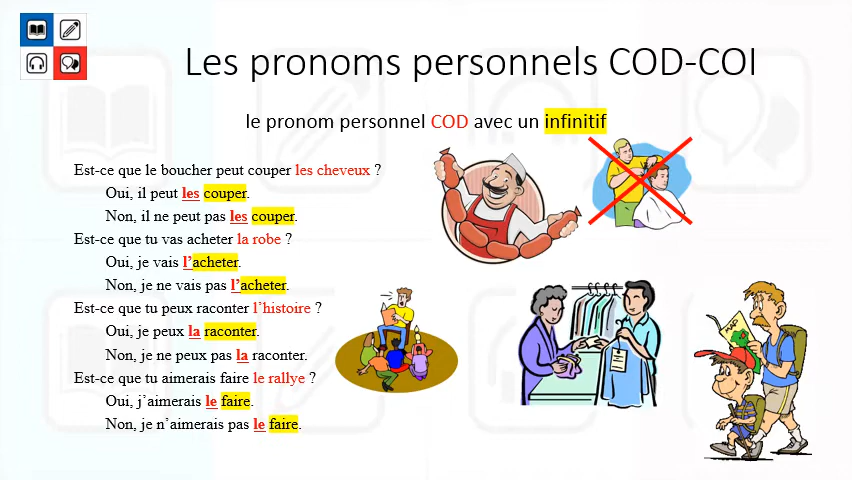 Les pronoms personnels COD-COI
le pronom personnel COD avec un infinitif
Est-ce que le boucher peut couper les cheveux ?
Oui, il peut les couper.
Non, il ne peut pas les couper.
Est-ce que tu vas acheter la robe ?
Oui, je vais l’acheter.
Non, je ne vais pas l’acheter.
Est-ce que tu peux raconter l’histoire ?
Oui, je peux la raconter.
Non, je ne peux pas la raconter.
Est-ce que tu aimerais faire le rallye ?
Oui, j’aimerais le faire.
Non, je n’aimerais pas le faire.
MAP